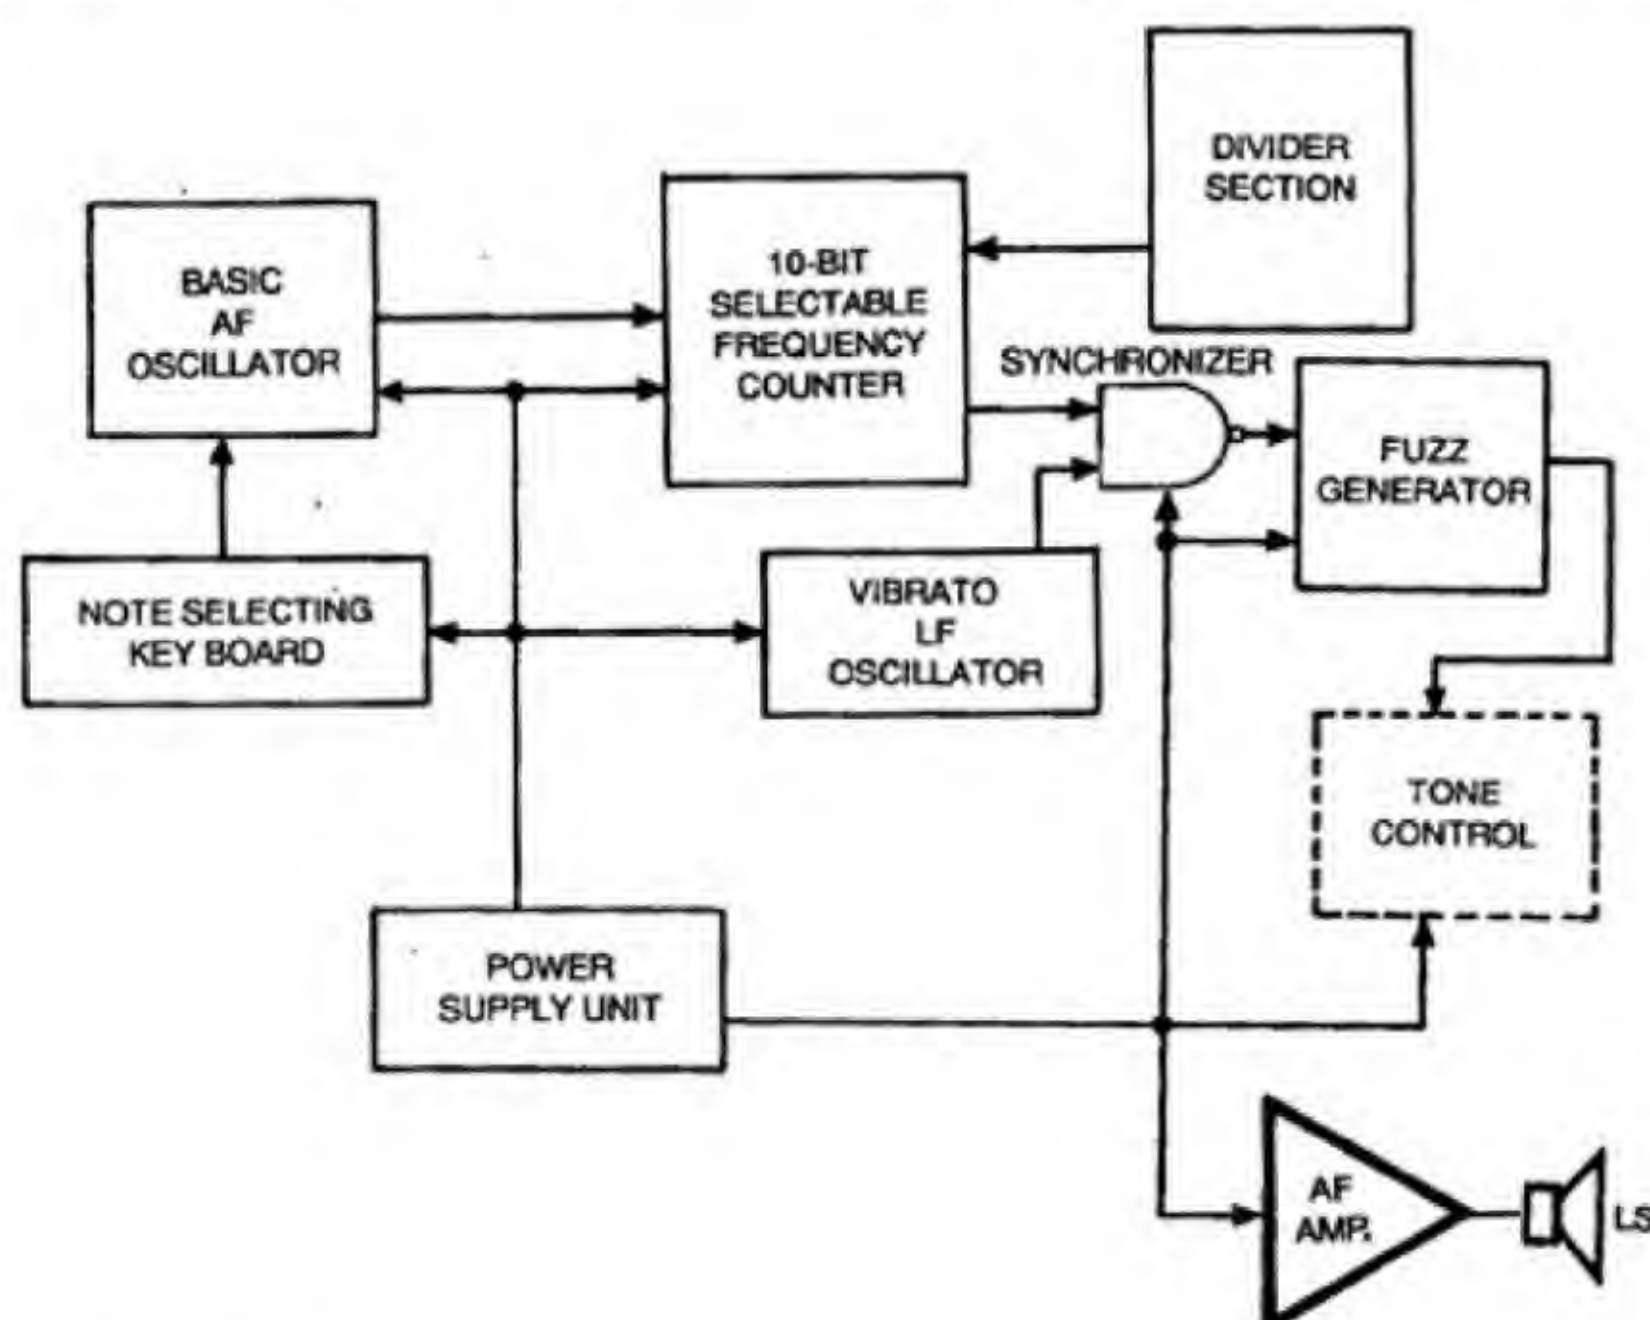 DIVIDER
SECTION
BASIC
AF
OSCILLATOR
10-BIT
SELECTABLE
FREQUENCY
COUNTER
SYNCHRONIZER
FUZZ
GENERATOR
NOTE SELECTING
KEY BOARD
VIBRATO
LF
OSCILLATOR
TONE
CONTROL
POWER
SUPPLY UNIT
AF
AMP.
LS